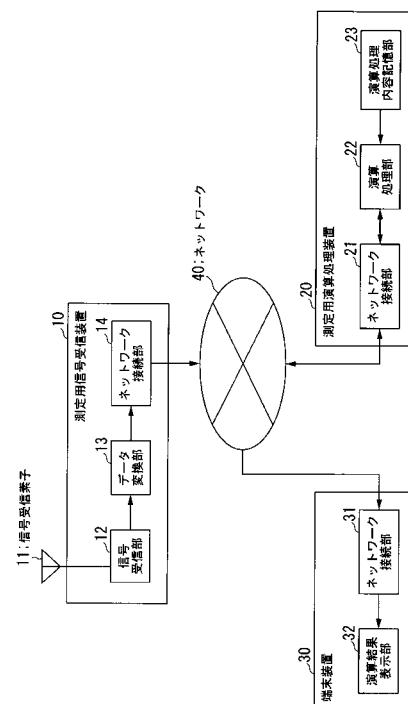 11;信号受信素子
10
測定用信号受信装置
12
信号
受信部
13
データ
変換部
14
ネットワーク
接続部
40;ネットワーク
20
測定用演算処理装置
21
ネットワーク
接続部
22
演算
処理部
23
演算処理
内容記憶部
30
端末装置
31
ネットワーク
接続部
32
演算結果
表示部